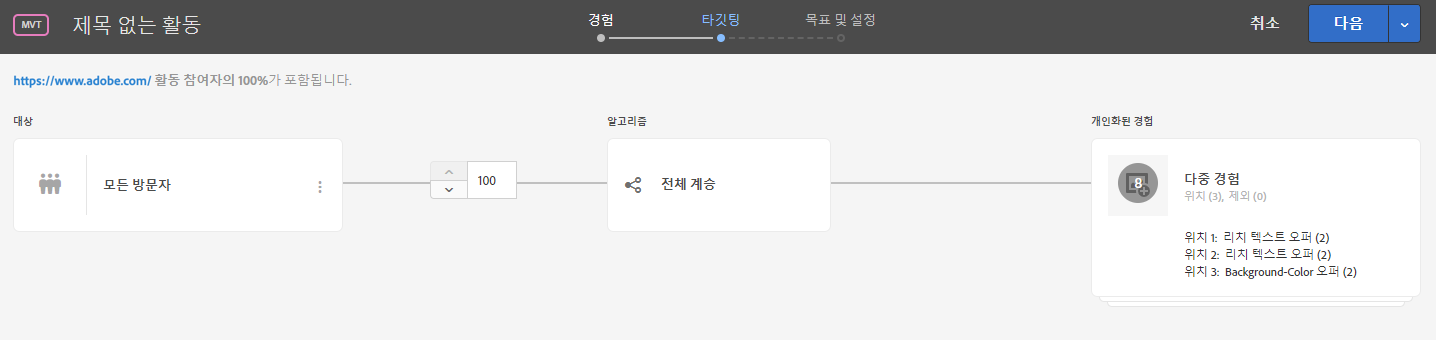 MVT 제목 없는 활동 경험 타깃팅 목표 및 설정 취소 다음
https://www.adobe.com/ 활동 참여자의 100%가 포함됩니다.
대상 알고리즘 개인화된 경험
모든 방문자 100 전체 계승
8 다중 경험
위치 (3), 제외 (0)
위치 1: 리치 텍스트 오퍼 (2)
위치 2: 리치 텍스트 오퍼 (2)
위치 3: Background-Color 오퍼 (2)